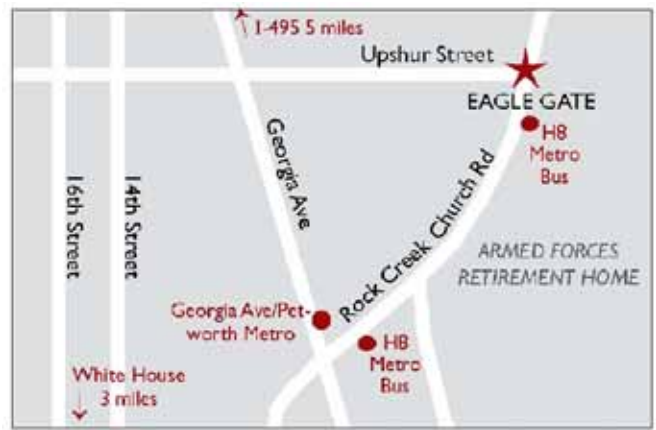 I-495 5 miles
Upshur Street
EAGLE GATE
H8
Metro
Bus
Georgia Ave
16th Street
14th Street
Rock Creek Church Rd
ARMED FORCES
RETIREMENT HOME
Georgia Ave/Pet-
worth Metro
H8
Metro
Bus
White House
3 miles